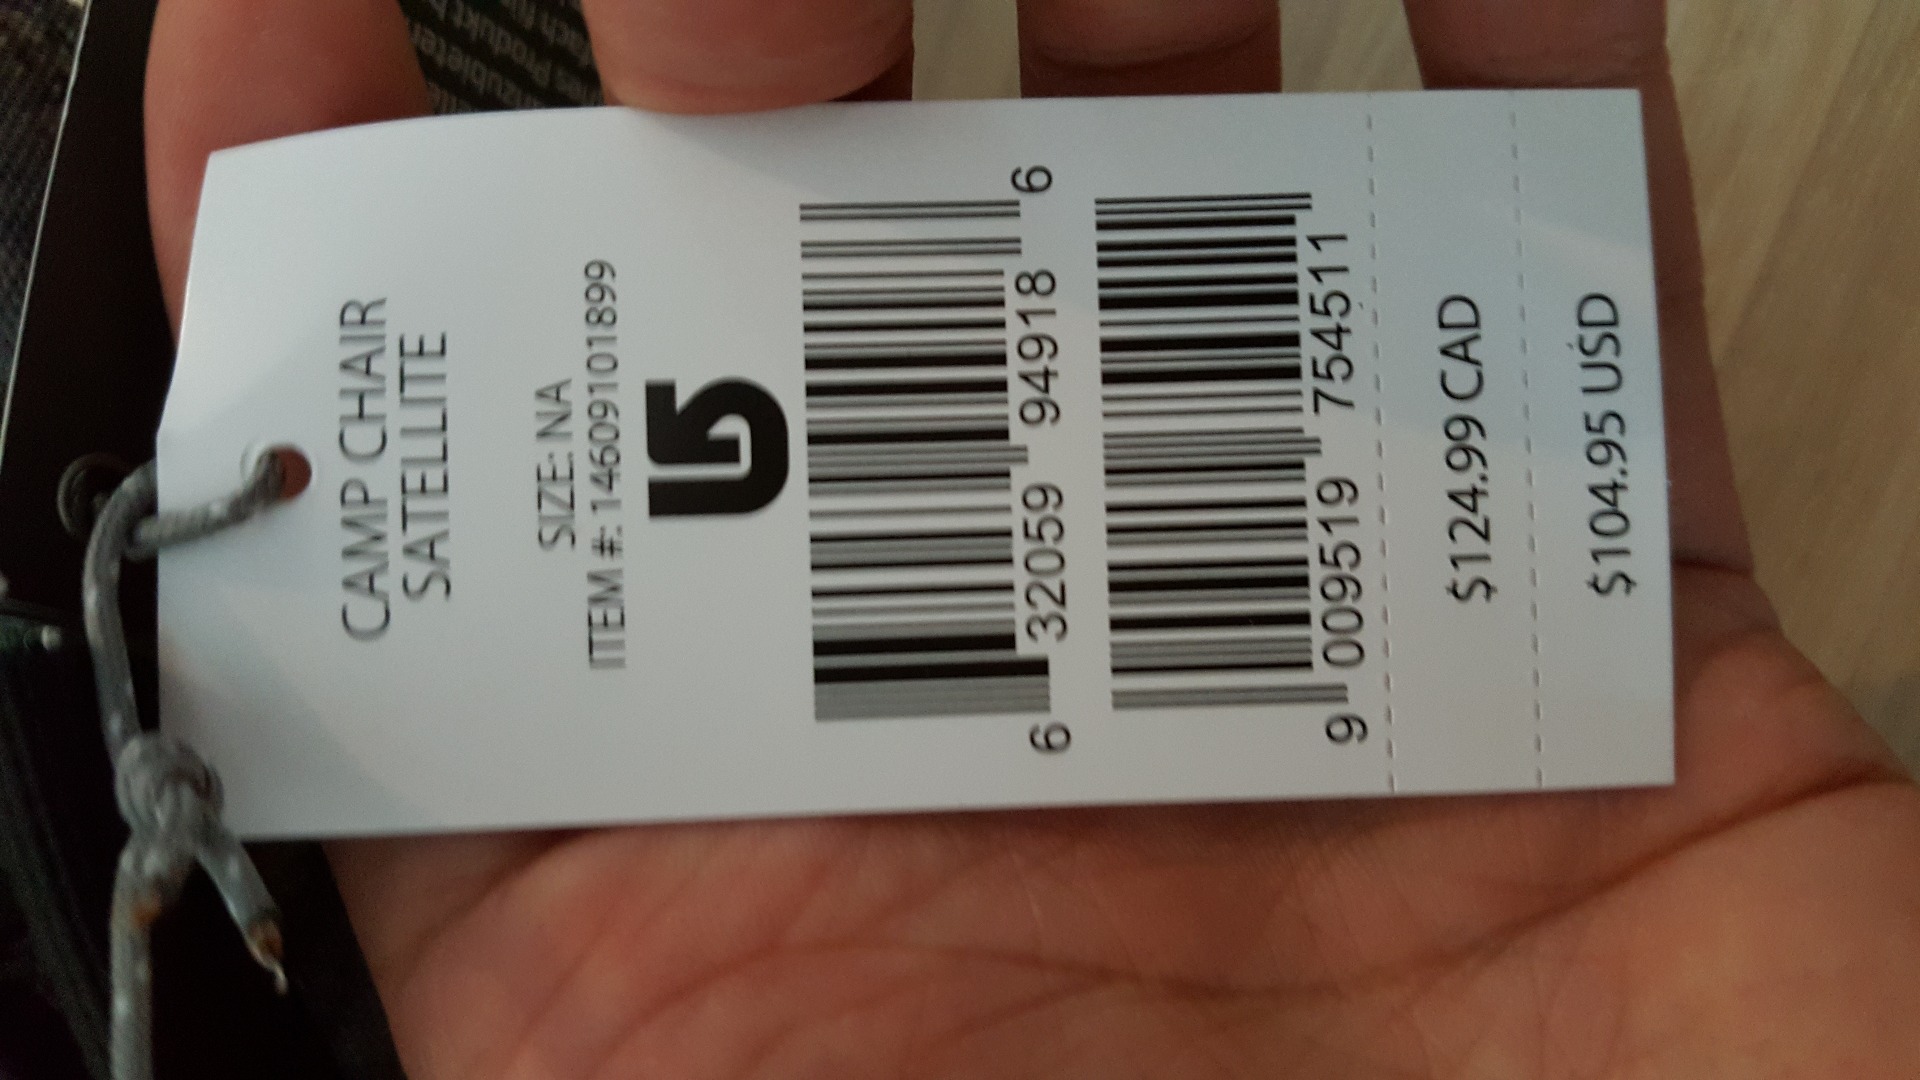 CAMP CHAIR
SATELLITE
SIZE: NA
ITEM #: 14609101899
6 32059 94918 6
9 009519 754511
$124.99 CAD
$104.95 USD